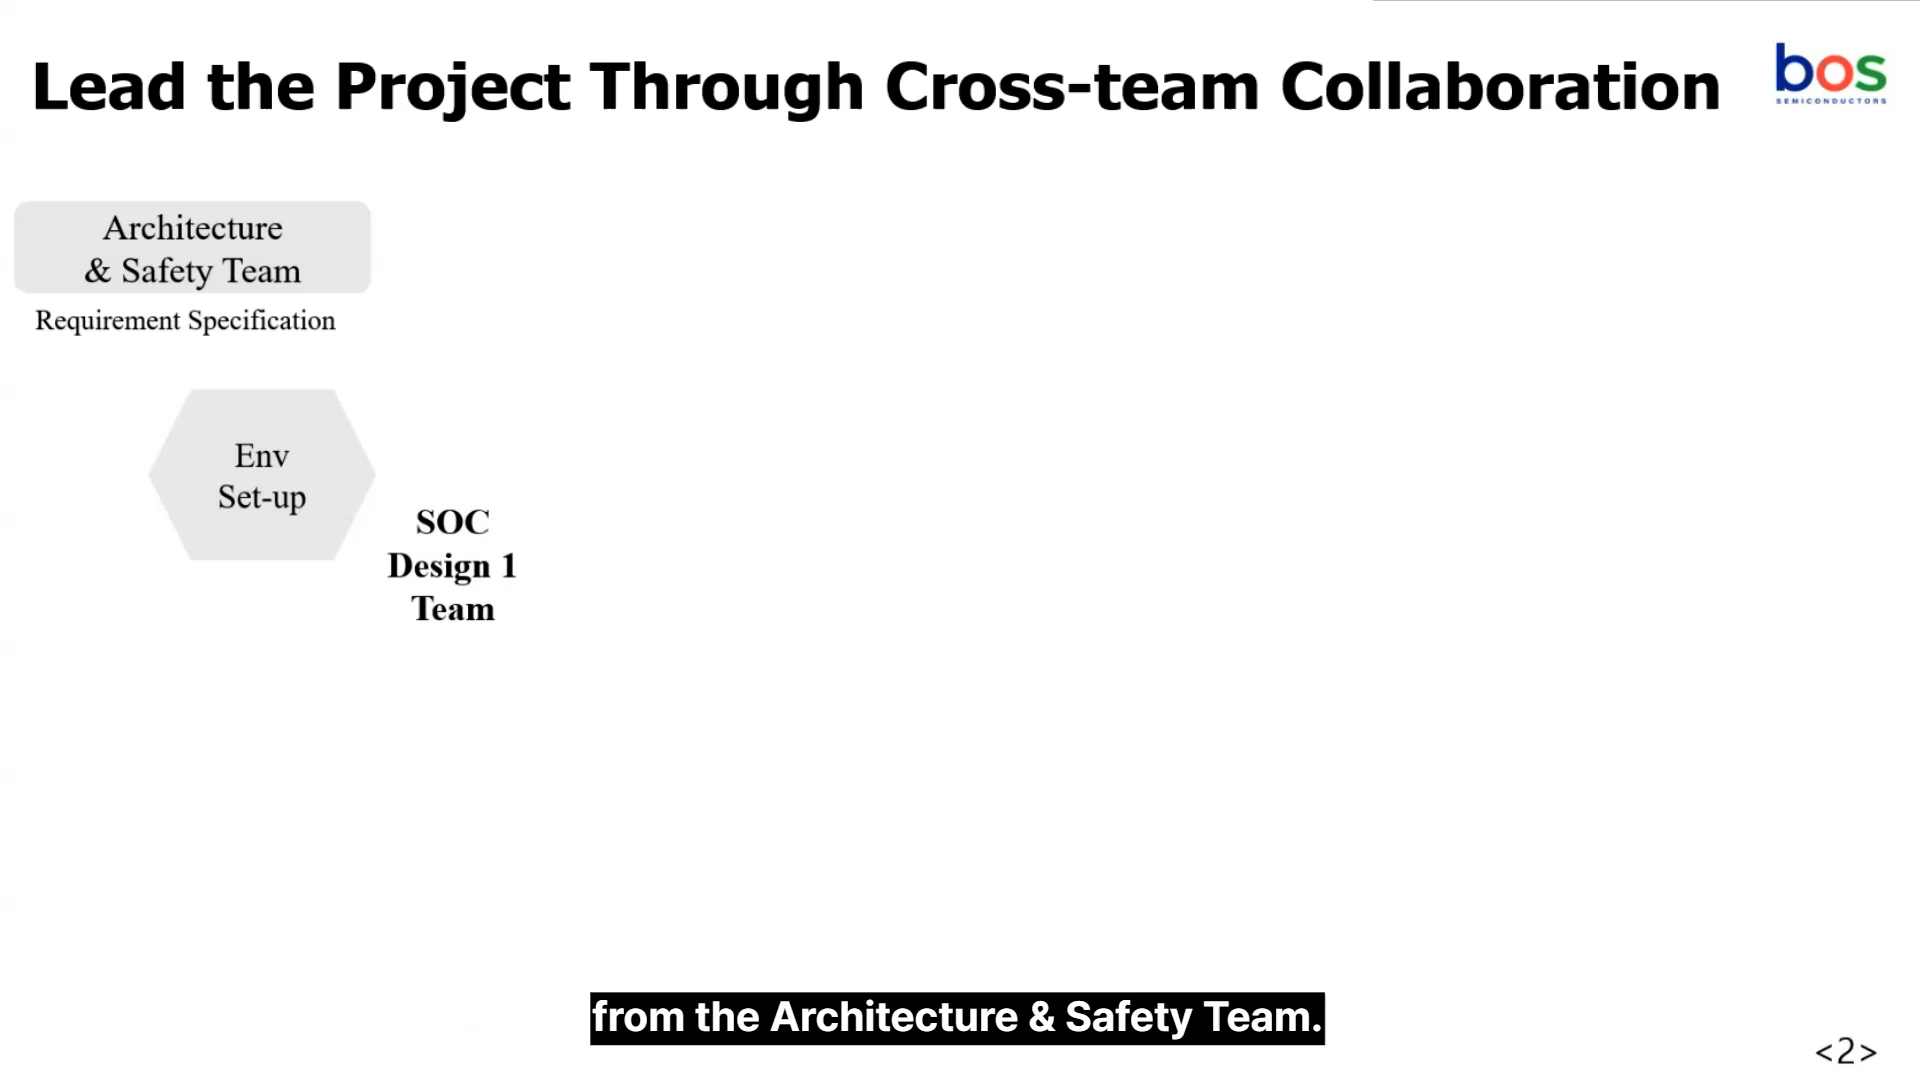 Lead the Project Through Cross-team Collaboration
bos
SEMICONDUCTORS
Architecture
& Safety Team
Requirement Specification
Env
Set-up
SOC
Design 1
Team
from the Architecture & Safety Team.
<2>